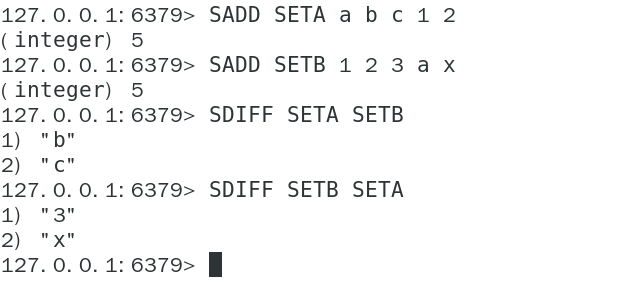 127.0.0.1:6379> SADD SETA a b c 1 2
(integer) 5
127.0.0.1:6379> SADD SETB 1 2 3 a x
(integer) 5
127.0.0.1:6379> SDIFF SETA SETB
1) "b"
2) "c"
127.0.0.1:6379> SDIFF SETB SETA
1) "3"
2) "x"
127.0.0.1:6379>